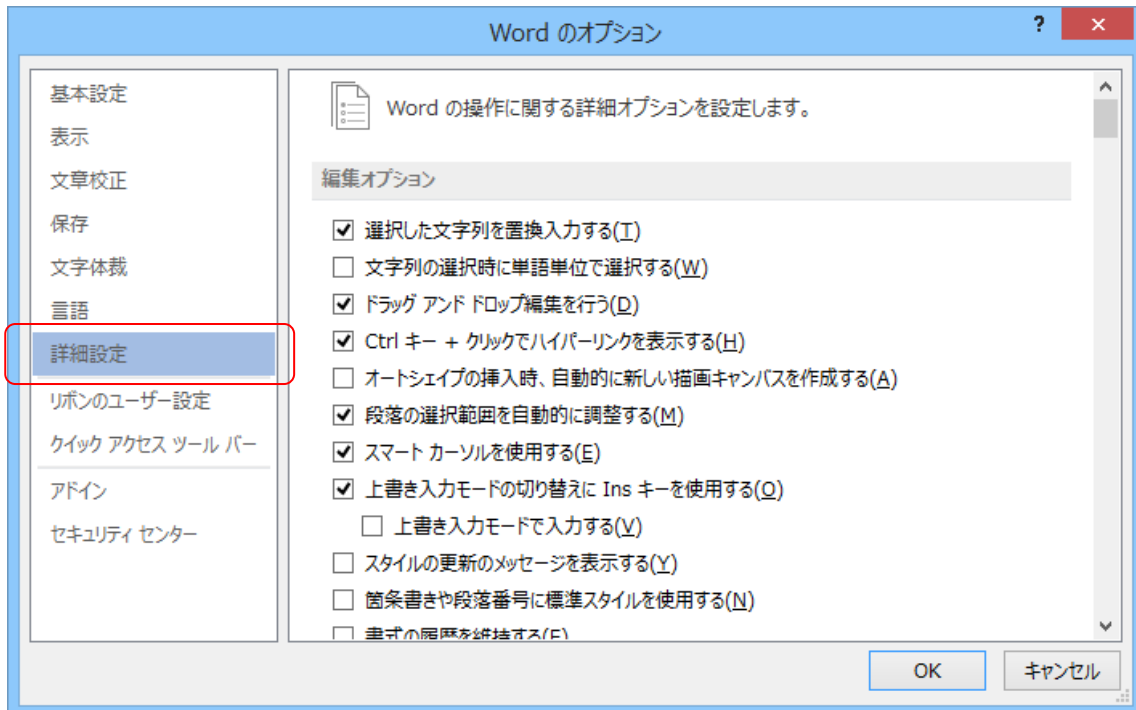 Word のオプション
?
基本設定
表示
文章校正
保存
文字体裁
言語
詳細設定
リボンのユーザー設定
クイック アクセス ツール バー
アドイン
セキュリティ センター
Word の操作に関する詳細オプションを設定します。
編集オプション
選択した文字列を置換入力する(T)
文字列の選択時に単語単位で選択する(W)
ドラッグ アンド ドロップ編集を行う(D)
Ctrl キー + クリックでハイパーリンクを表示する(H)
オートシェイプの挿入時、自動的に新しい描画キャンバスを作成する(A)
段落の選択範囲を自動的に調整する(M)
スマート カーソルを使用する(E)
上書き入力モードの切り替えに Ins キーを使用する(O)
上書き入力モードで入力する(V)
スタイルの更新のメッセージを表示する(Y)
箇条書きや段落番号に標準スタイルを使用する(N)
書式の履歴を維持する(F)
OK
キャンセル